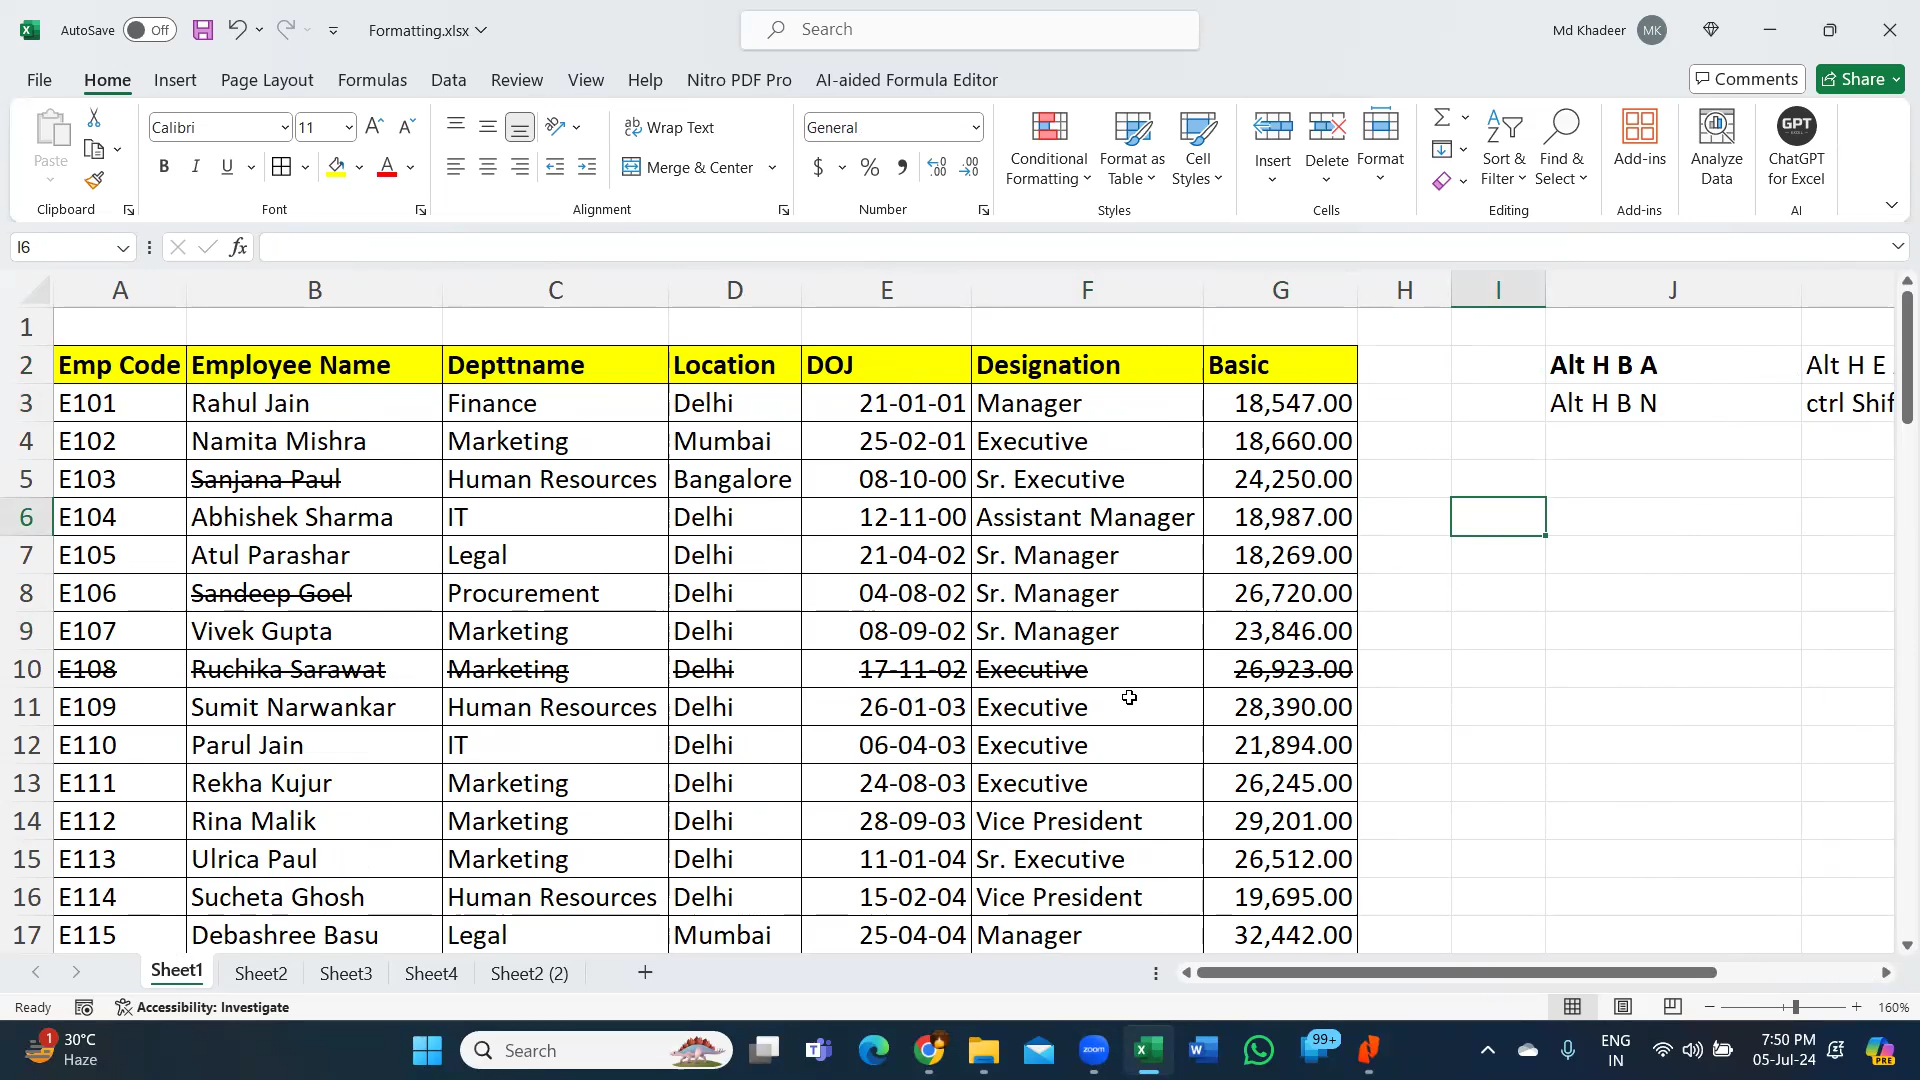 AutoSave Off Formatting.xlsx Search Md Khadeer MK
File Home Insert Page Layout Formulas Data Review View Help Nitro PDF Pro AI-aided Formula Editor Comments Share
Paste Calibri 11 Wrap Text General Conditional Formatting Format as Table Cell Styles Insert Delete Format Sort & Filter Find & Select Add-ins Analyze Data GPT ChatGPT for Excel
B I U Merge & Center $ %
Clipboard Font Alignment Number Styles Cells Editing Add-ins AI
I6 fx
A B C D E F G H I J
1
2 Emp Code Employee Name Depttname Location DOJ Designation Basic Alt H B A Alt H E
3 E101 Rahul Jain Finance Delhi 21-01-01 Manager 18,547.00 Alt H B N ctrl Shif
4 E102 Namita Mishra Marketing Mumbai 25-02-01 Executive 18,660.00
5 E103 Sanjana Paul Human Resources Bangalore 08-10-00 Sr. Executive 24,250.00
6 E104 Abhishek Sharma IT Delhi 12-11-00 Assistant Manager 18,987.00
7 E105 Atul Parashar Legal Delhi 21-04-02 Sr. Manager 18,269.00
8 E106 Sandeep Goel Procurement Delhi 04-08-02 Sr. Manager 26,720.00
9 E107 Vivek Gupta Marketing Delhi 08-09-02 Sr. Manager 23,846.00
10 E108 Ruchika Sarawat Marketing Delhi 17-11-02 Executive 26,923.00
11 E109 Sumit Narwankar Human Resources Delhi 26-01-03 Executive 28,390.00
12 E110 Parul Jain IT Delhi 06-04-03 Executive 21,894.00
13 E111 Rekha Kujur Marketing Delhi 24-08-03 Executive 26,245.00
14 E112 Rina Malik Marketing Delhi 28-09-03 Vice President 29,201.00
15 E113 Ulrica Paul Marketing Delhi 11-01-04 Sr. Executive 26,512.00
16 E114 Sucheta Ghosh Human Resources Delhi 15-02-04 Vice President 19,695.00
17 E115 Debashree Basu Legal Mumbai 25-04-04 Manager 32,442.00
Sheet1 Sheet2 Sheet3 Sheet4 Sheet2 (2)
Ready Accessibility: Investigate 160%
1 30°C Search 99+ ENG 7:50 PM
Haze zoom IN 05-Jul-24 PRE